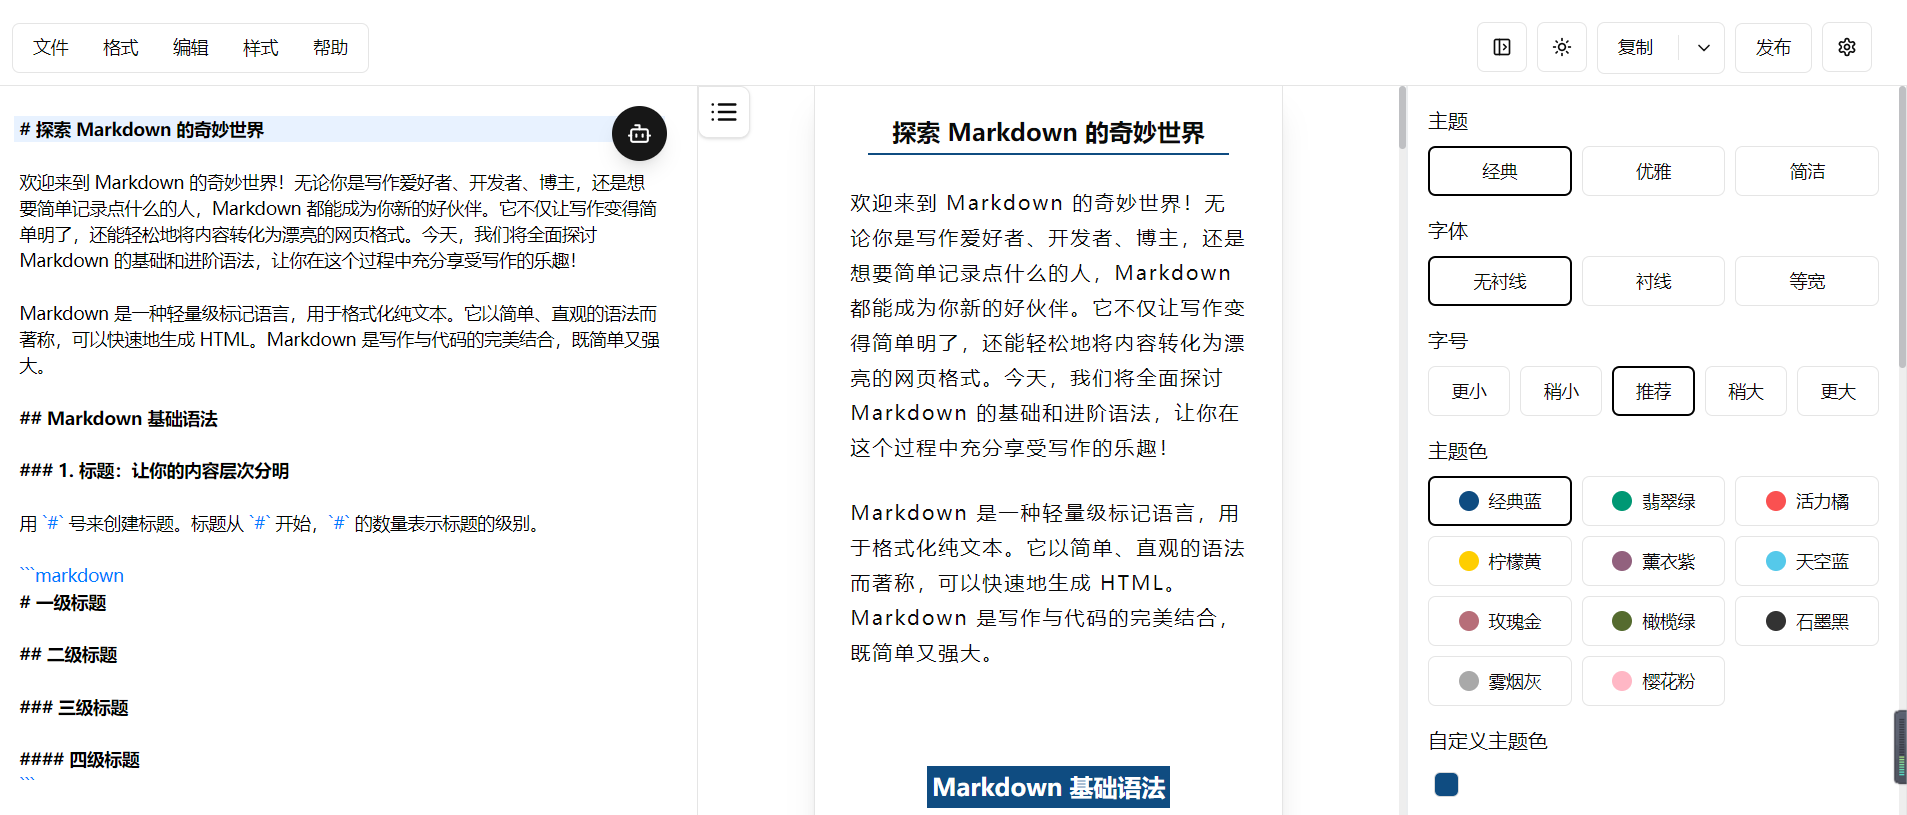 文件 格式 编辑 样式 帮助
复制 发布
# 探索 Markdown 的奇妙世界
欢迎来到 Markdown 的奇妙世界！无论你是写作爱好者、开发者、博主，还是想
要简单记录点什么的人，Markdown 都能成为你新的好伙伴。它不仅让写作变得简
单明了，还能轻松地将内容转化为漂亮的网页格式。今天，我们将全面探讨
Markdown 的基础和进阶语法，让你在这个过程中充分享受写作的乐趣！
Markdown 是一种轻量级标记语言，用于格式化纯文本。它以简单、直观的语法而
著称，可以快速地生成 HTML。Markdown 是写作与代码的完美结合，既简单又强
大。
## Markdown 基础语法
### 1. 标题：让你的内容层次分明
用 `#` 号来创建标题。标题从 `#` 开始，`#` 的数量表示标题的级别。
```markdown
# 一级标题
## 二级标题
### 三级标题
#### 四级标题
```
探索 Markdown 的奇妙世界
欢迎来到 Markdown 的奇妙世界！无
论你是写作爱好者、开发者、博主，还是
想要简单记录点什么的人，Markdown
都能成为你新的好伙伴。它不仅让写作变
得简单明了，还能轻松地将内容转化为漂
亮的网页格式。今天，我们将全面探讨
Markdown 的基础和进阶语法，让你在
这个过程中充分享受写作的乐趣！
Markdown 是一种轻量级标记语言，用
于格式化纯文本。它以简单、直观的语法
而著称，可以快速地生成 HTML。
Markdown 是写作与代码的完美结合，
既简单又强大。
Markdown 基础语法
主题
经典 优雅 简洁
字体
无衬线 衬线 等宽
字号
更小 稍小 推荐 稍大 更大
主题色
经典蓝 翡翠绿 活力橘
柠檬黄 薰衣紫 天空蓝
玫瑰金 橄榄绿 石墨黑
雾烟灰 樱花粉
自定义主题色